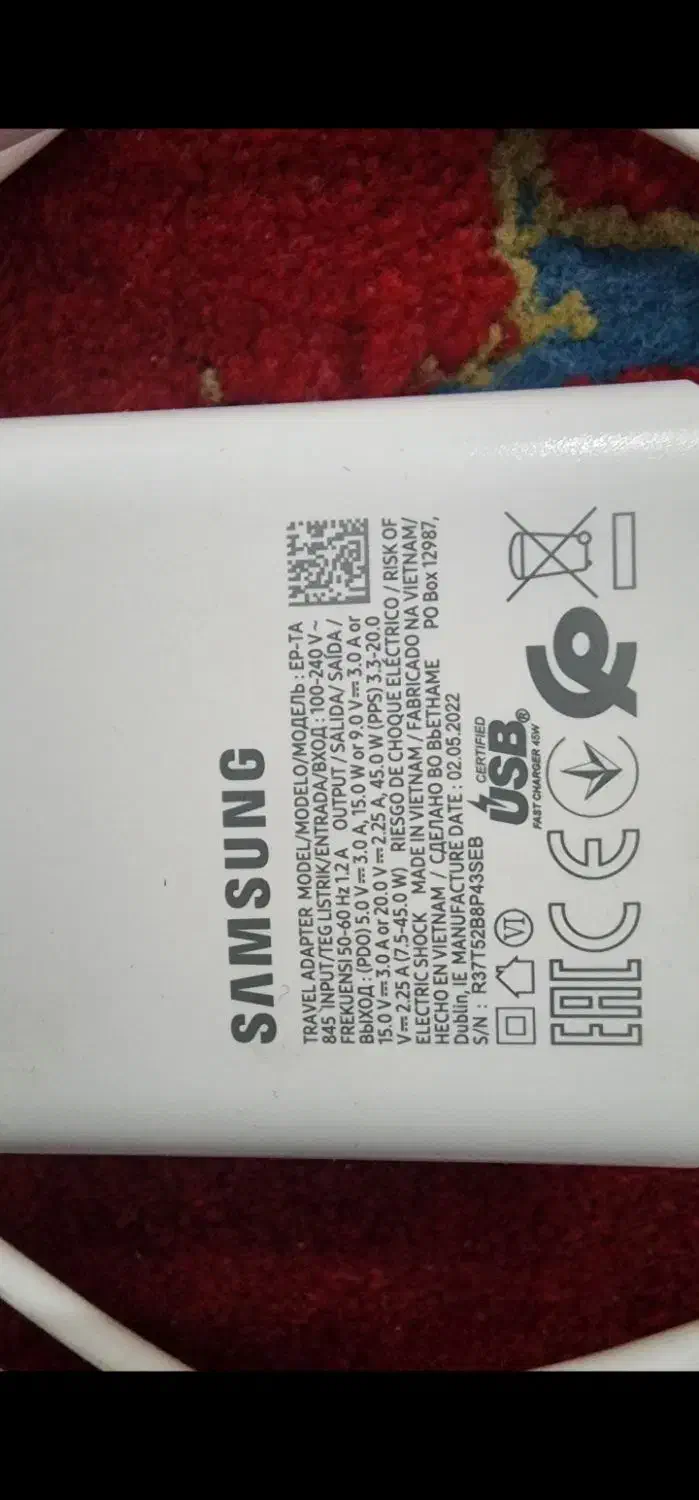 SAMSUNG
TRAVEL ADAPTER MODEL/MODELO/МОДЕЛЬ : EP-TA
845 INPUT/TEG LISTRIK/ENTRADA/ВХОД : 100-240 V~
FREKUENSI 50-60 Hz 1.2 A OUTPUT / SALIDA/ SAÍDA /
ВЫХОД : (PDO) 5.0 V⎓3.0 A, 15.0 W or 9.0 V⎓3.0 A or
15.0 V⎓3.0 A or 20.0 V⎓2.25 A, 45.0 W (PPS) 3.3-20.0
V⎓2.25 A (7.5-45.0 W) RIESGO DE CHOQUE ELÉCTRICO / RISK OF
ELECTRIC SHOCK MADE IN VIETNAM / FABRICADO NA VIETNAM/
HECHO EN VIETNAM / СДЕЛАНО ВО ВЬЕТНАМЕ PO Box 12987,
Dublin, IE MANUFACTURE DATE : 02.05.2022
S/N : R37T52B8P43SEB
CERTIFIED
USB®
FAST CHARGER 45W
VI
EAC CE